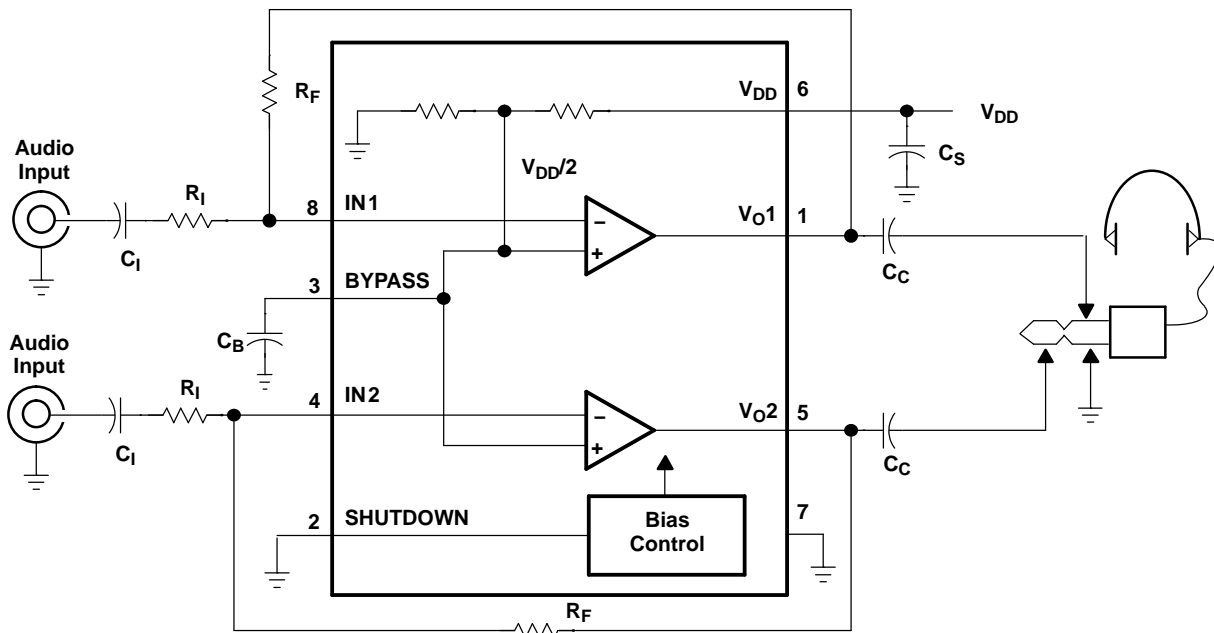 RF
VDD
6
VDD
CS
Audio
Input
RI
CI
VDD/2
8
IN1
−
+
VO1
1
CC
3
BYPASS
CB
Audio
Input
RI
CI
4
IN2
−
+
VO2
5
CC
2
SHUTDOWN
Bias
Control
7
RF